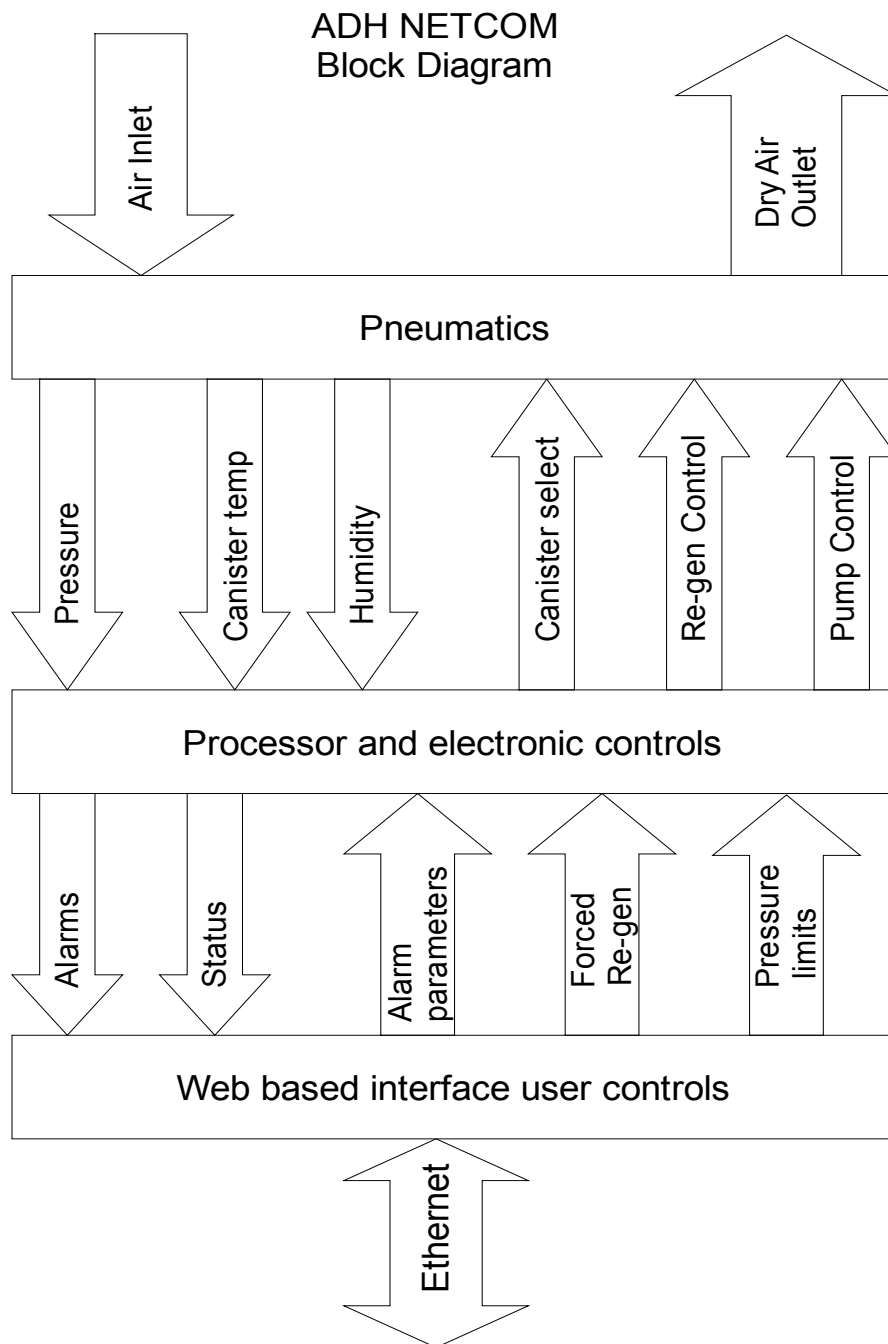 ADH NETCOM
Block Diagram
Air Inlet
Dry Air
Outlet
Pneumatics
Pressure
Canister temp
Humidity
Canister select
Re-gen Control
Pump Control
Processor and electronic controls
Alarms
Status
Alarm
parameters
Forced
Re-gen
Pressure
limits
Web based interface user controls
Ethernet